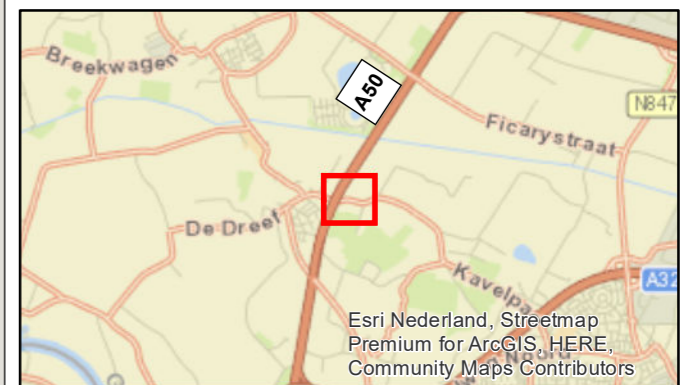 Breekwagen
A50
N847
Ficarystraat
De Dreef
Kavelpa
A32
Esri Nederland, Streetmap
Premium for ArcGIS, HERE,
Community Maps Contributors